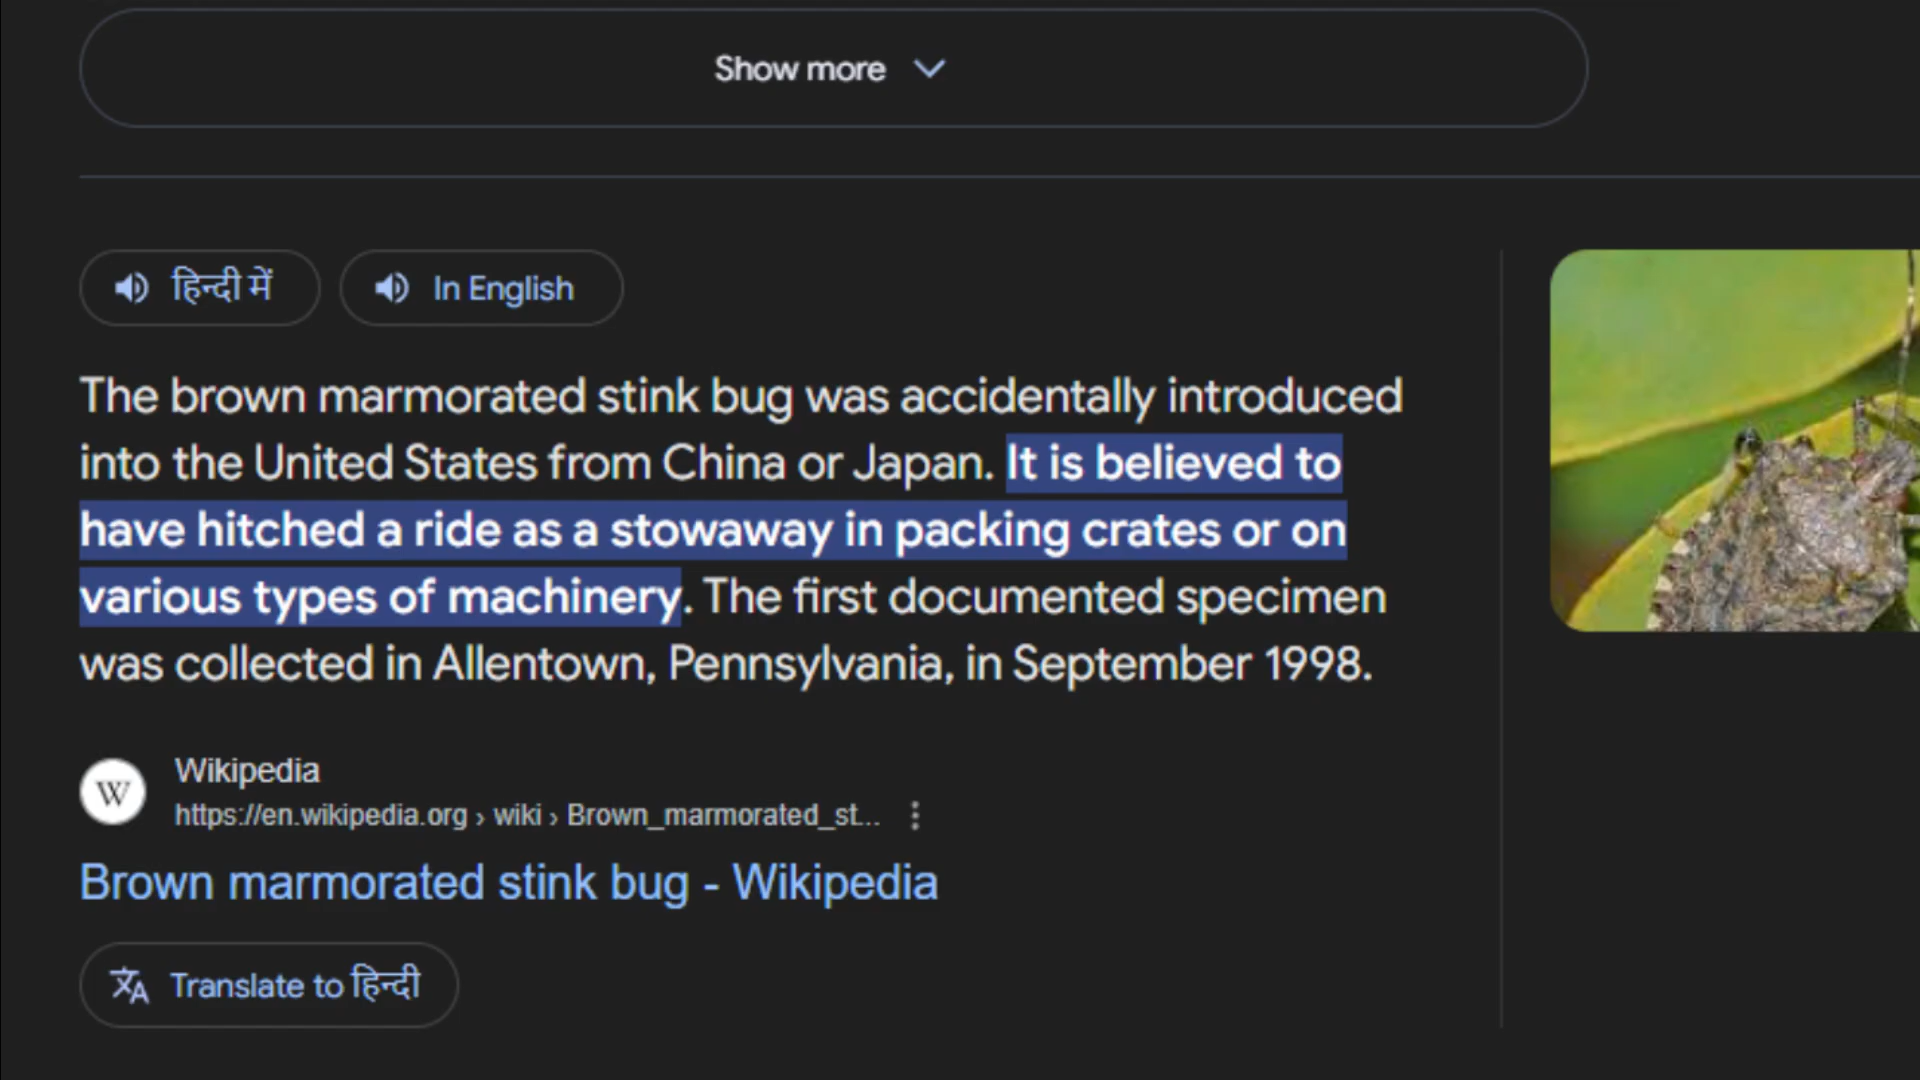 Show more
हिन्दी में
In English
The brown marmorated stink bug was accidentally introduced
into the United States from China or Japan. It is believed to
have hitched a ride as a stowaway in packing crates or on
various types of machinery. The first documented specimen
was collected in Allentown, Pennsylvania, in September 1998.
W
Wikipedia
https://en.wikipedia.org › wiki › Brown_marmorated_st...
Brown marmorated stink bug - Wikipedia
Translate to हिन्दी